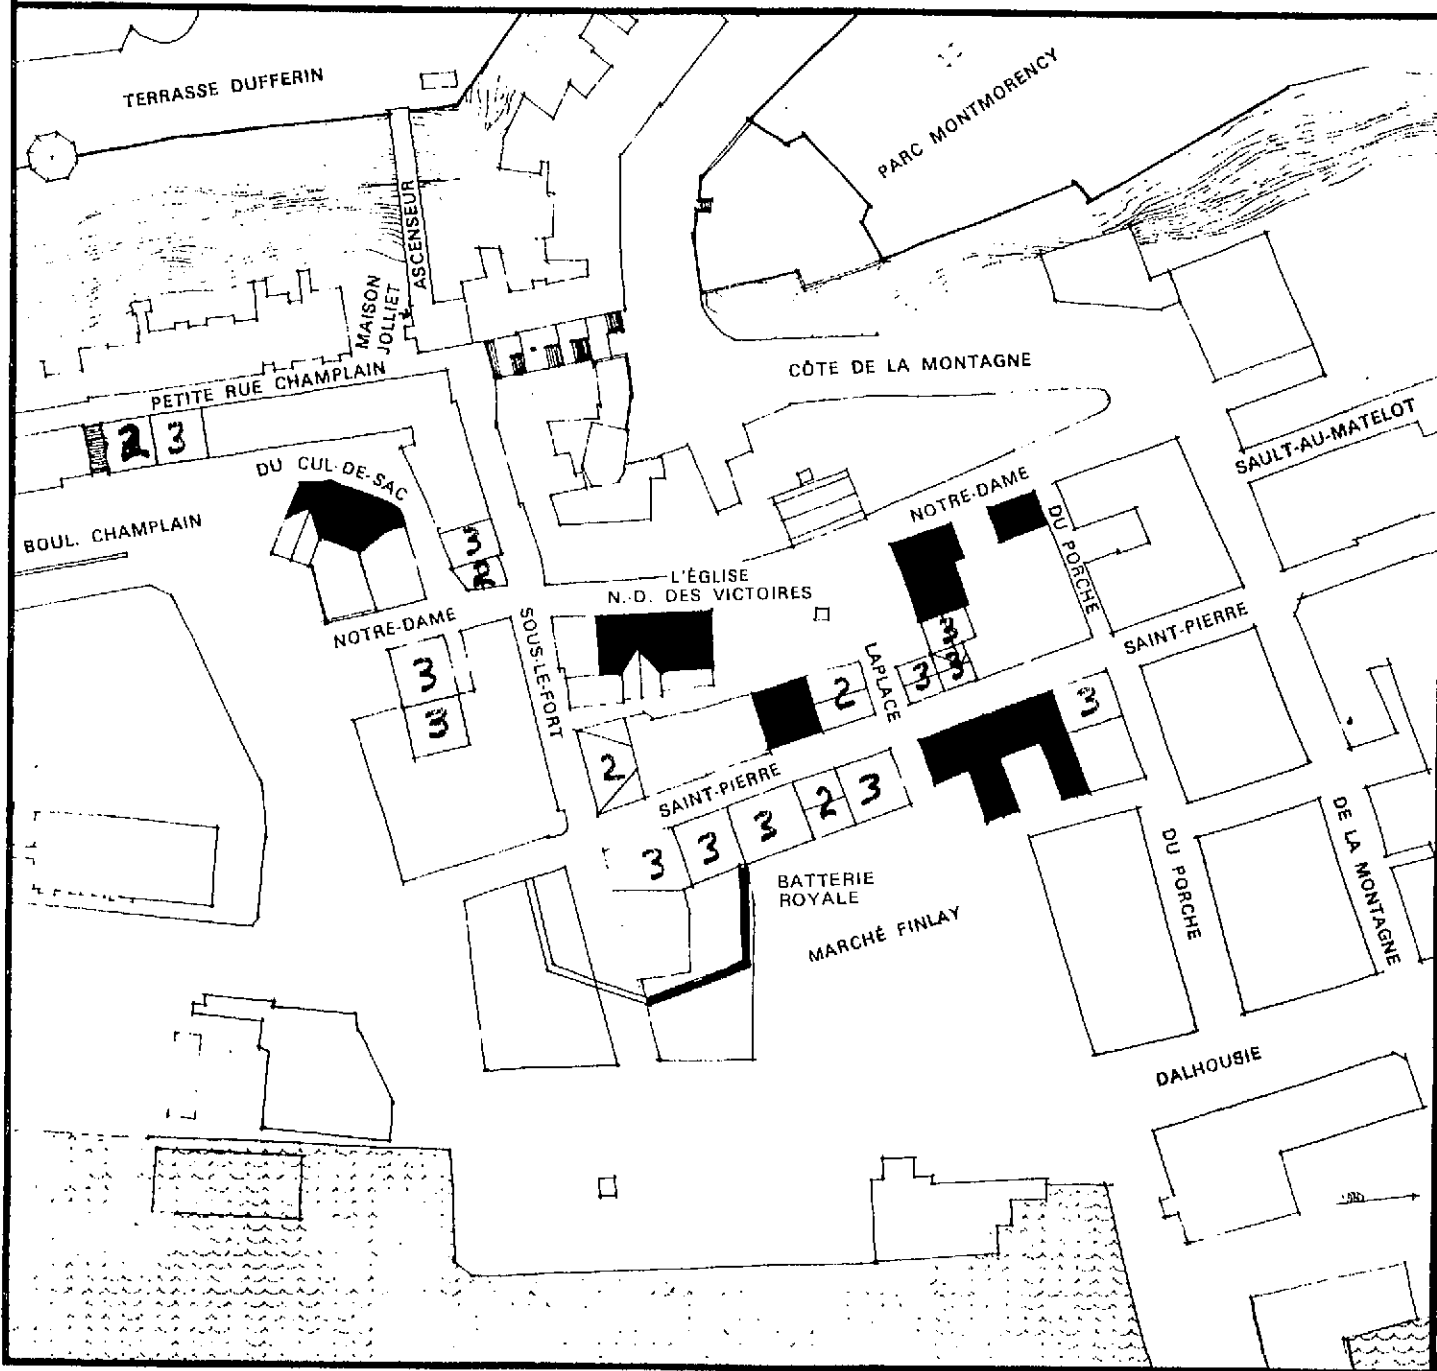 TERRASSE DUFFERIN
PARC MONTMORENCY
ASCENSEUR
MAISON
JOLLIET
CÔTE DE LA MONTAGNE
PETITE RUE CHAMPLAIN
2 3
SAULT-AU-MATELOT
DU CUL-DE-SAC
NOTRE-DAME
BOUL. CHAMPLAIN
DU PORCHE
3
L'ÉGLISE
N.-D. DES VICTOIRES
NOTRE-DAME
SOUS-LE-FORT
SAINT-PIERRE
3
3
LAPLACE
3
3
3
2
3
2
SAINT-PIERRE
3 3 3 2 3
DU PORCHE
DE LA MONTAGNE
BATTERIE
ROYALE
MARCHÉ FINLAY
DALHOUSIE